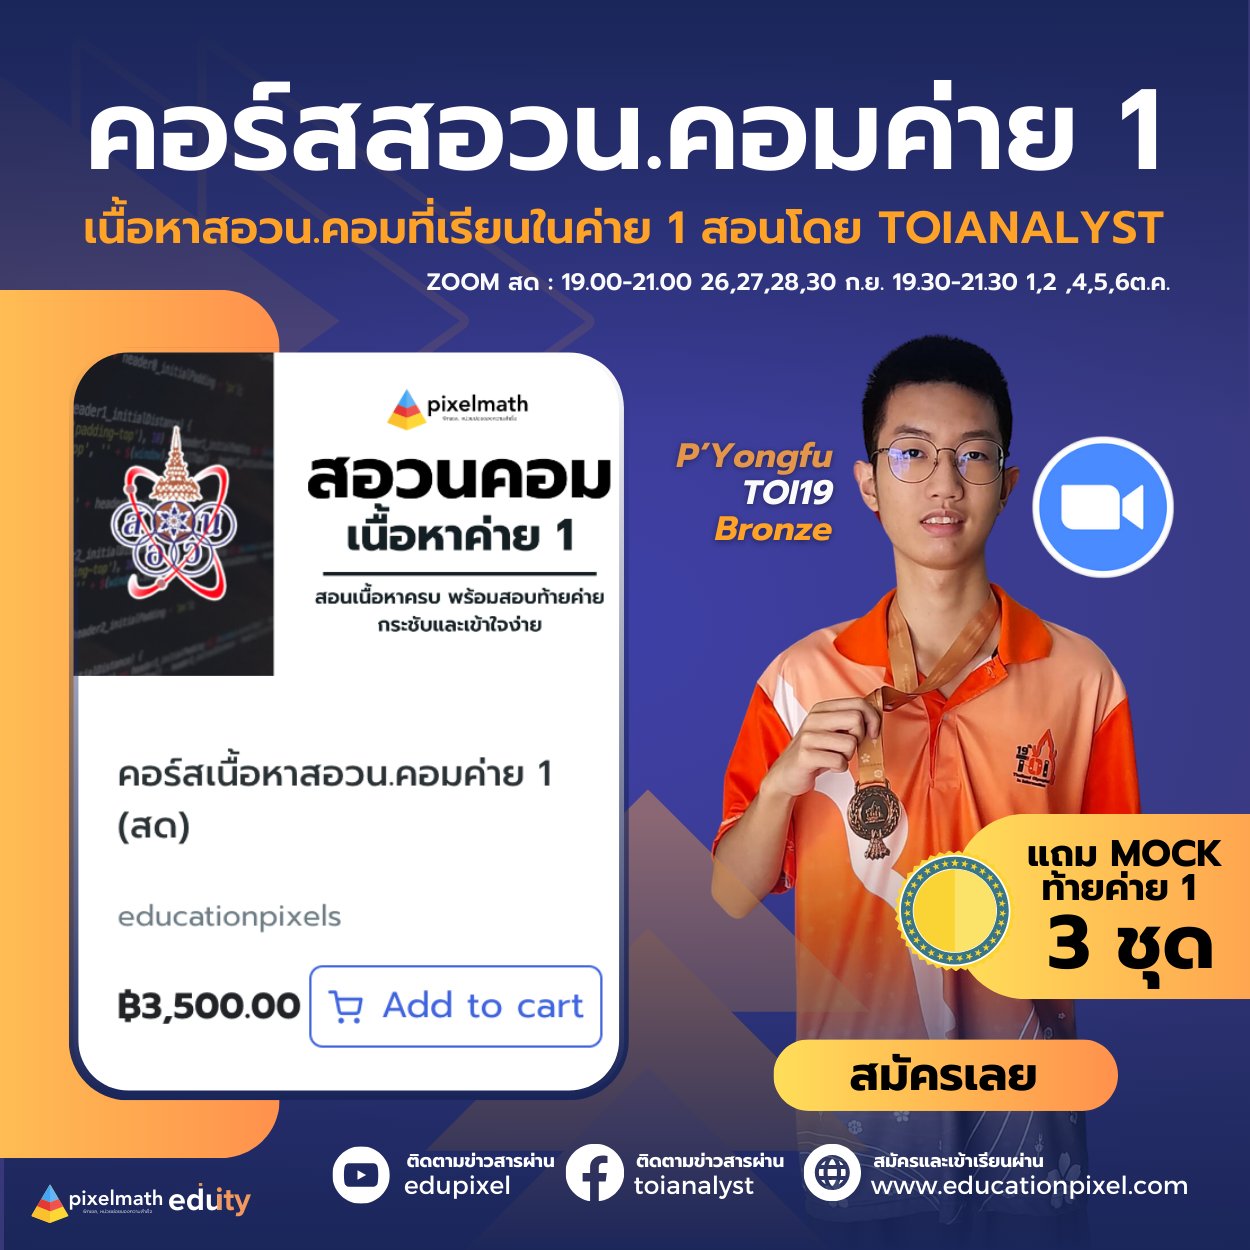 คอร์สสอวน.คอมค่าย 1
เนื้อหาสอวน.คอมที่เรียนในค่าย 1 สอนโดย TOIANALYST
ZOOM สด : 19.00-21.00 26,27,28,30 ก.ย. 19.30-21.30 1,2 ,4,5,6ต.ค.
pixelmath
สอวนคอม
เนื้อหาค่าย 1
สอนเนื้อหาครบ พร้อมสอบท้ายค่าย
กระชับและเข้าใจง่าย
คอร์สเนื้อหาสอวน.คอมค่าย 1
(สด)
educationpixels
฿3,500.00
Add to cart
P'Yongfu
TOI19
Bronze
19th
TOI
แถม MOCK
ท้ายค่าย 1
3 ชุด
สมัครเลย
ติดตามข่าวสารผ่าน
edupixel
ติดตามข่าวสารผ่าน
toianalyst
สมัครและเข้าเรียนผ่าน
www.educationpixel.com
pixelmath
eduity